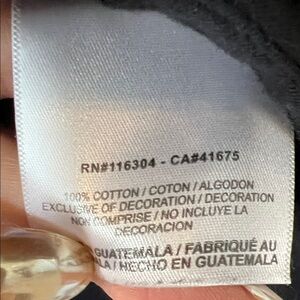 RN#116304 - CA#41675
100% COTTON / COTON / ALGODON
EXCLUSIVE OF DECORATION / DECORATION
NON COMPRISE / NO INCLUYE LA
DECORACION
GUATEMALA / FABRIQUÉ AU
/ HECHO EN GUATEMALA